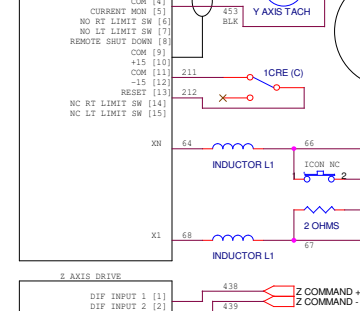 COM [4]
CURRENT MON [5]
453
Y AXIS TACH
NO RT LIMIT SW [6]
BLK
NO LT LIMIT SW [7]
REMOTE SHUT DOWN [8]
COM [9]
+15 [10]
COM [11]
211
1CRE (C)
-15 [12]
RESET [13]
212
NC RT LIMIT SW [14]
NC LT LIMIT SW [15]
XN
64
66
INDUCTOR L1
ICON NC
1
2
2 OHMS
X1
68
67
INDUCTOR L1
Z AXIS DRIVE
438
Z COMMAND +
DIF INPUT 1 [1]
Z COMMAND -
DIF INPUT 2 [2]
439